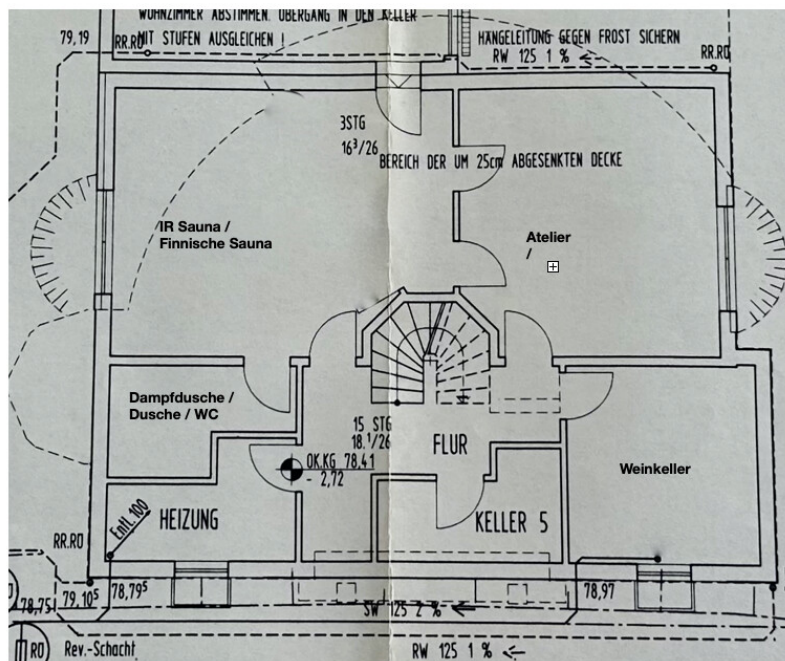 WOHNZIMMER ABSTIMMEN. ÜBERGANG IN DEN KELLER
MIT STUFEN AUSGLEICHEN !
79,19
RR.RO
HÄNGELEITUNG GEGEN FROST SICHERN
RW 125 1 %
RR.RO
3STG
16³/26
BEREICH DER UM 25cm ABGESENKTEN DECKE
IR Sauna /
Finnische Sauna
Atelier
/
Dampfdusche /
Dusche / WC
15 STG
18.¹/26
FLUR
OK.KG 78.41
- 2,72
Weinkeller
Entl.100
HEIZUNG
KELLER 5
RR.RO
78,75
79,10⁵
78,79⁵
SW 125 2 %
78,97
RO
Rev.-Schacht
RW 125 1 %